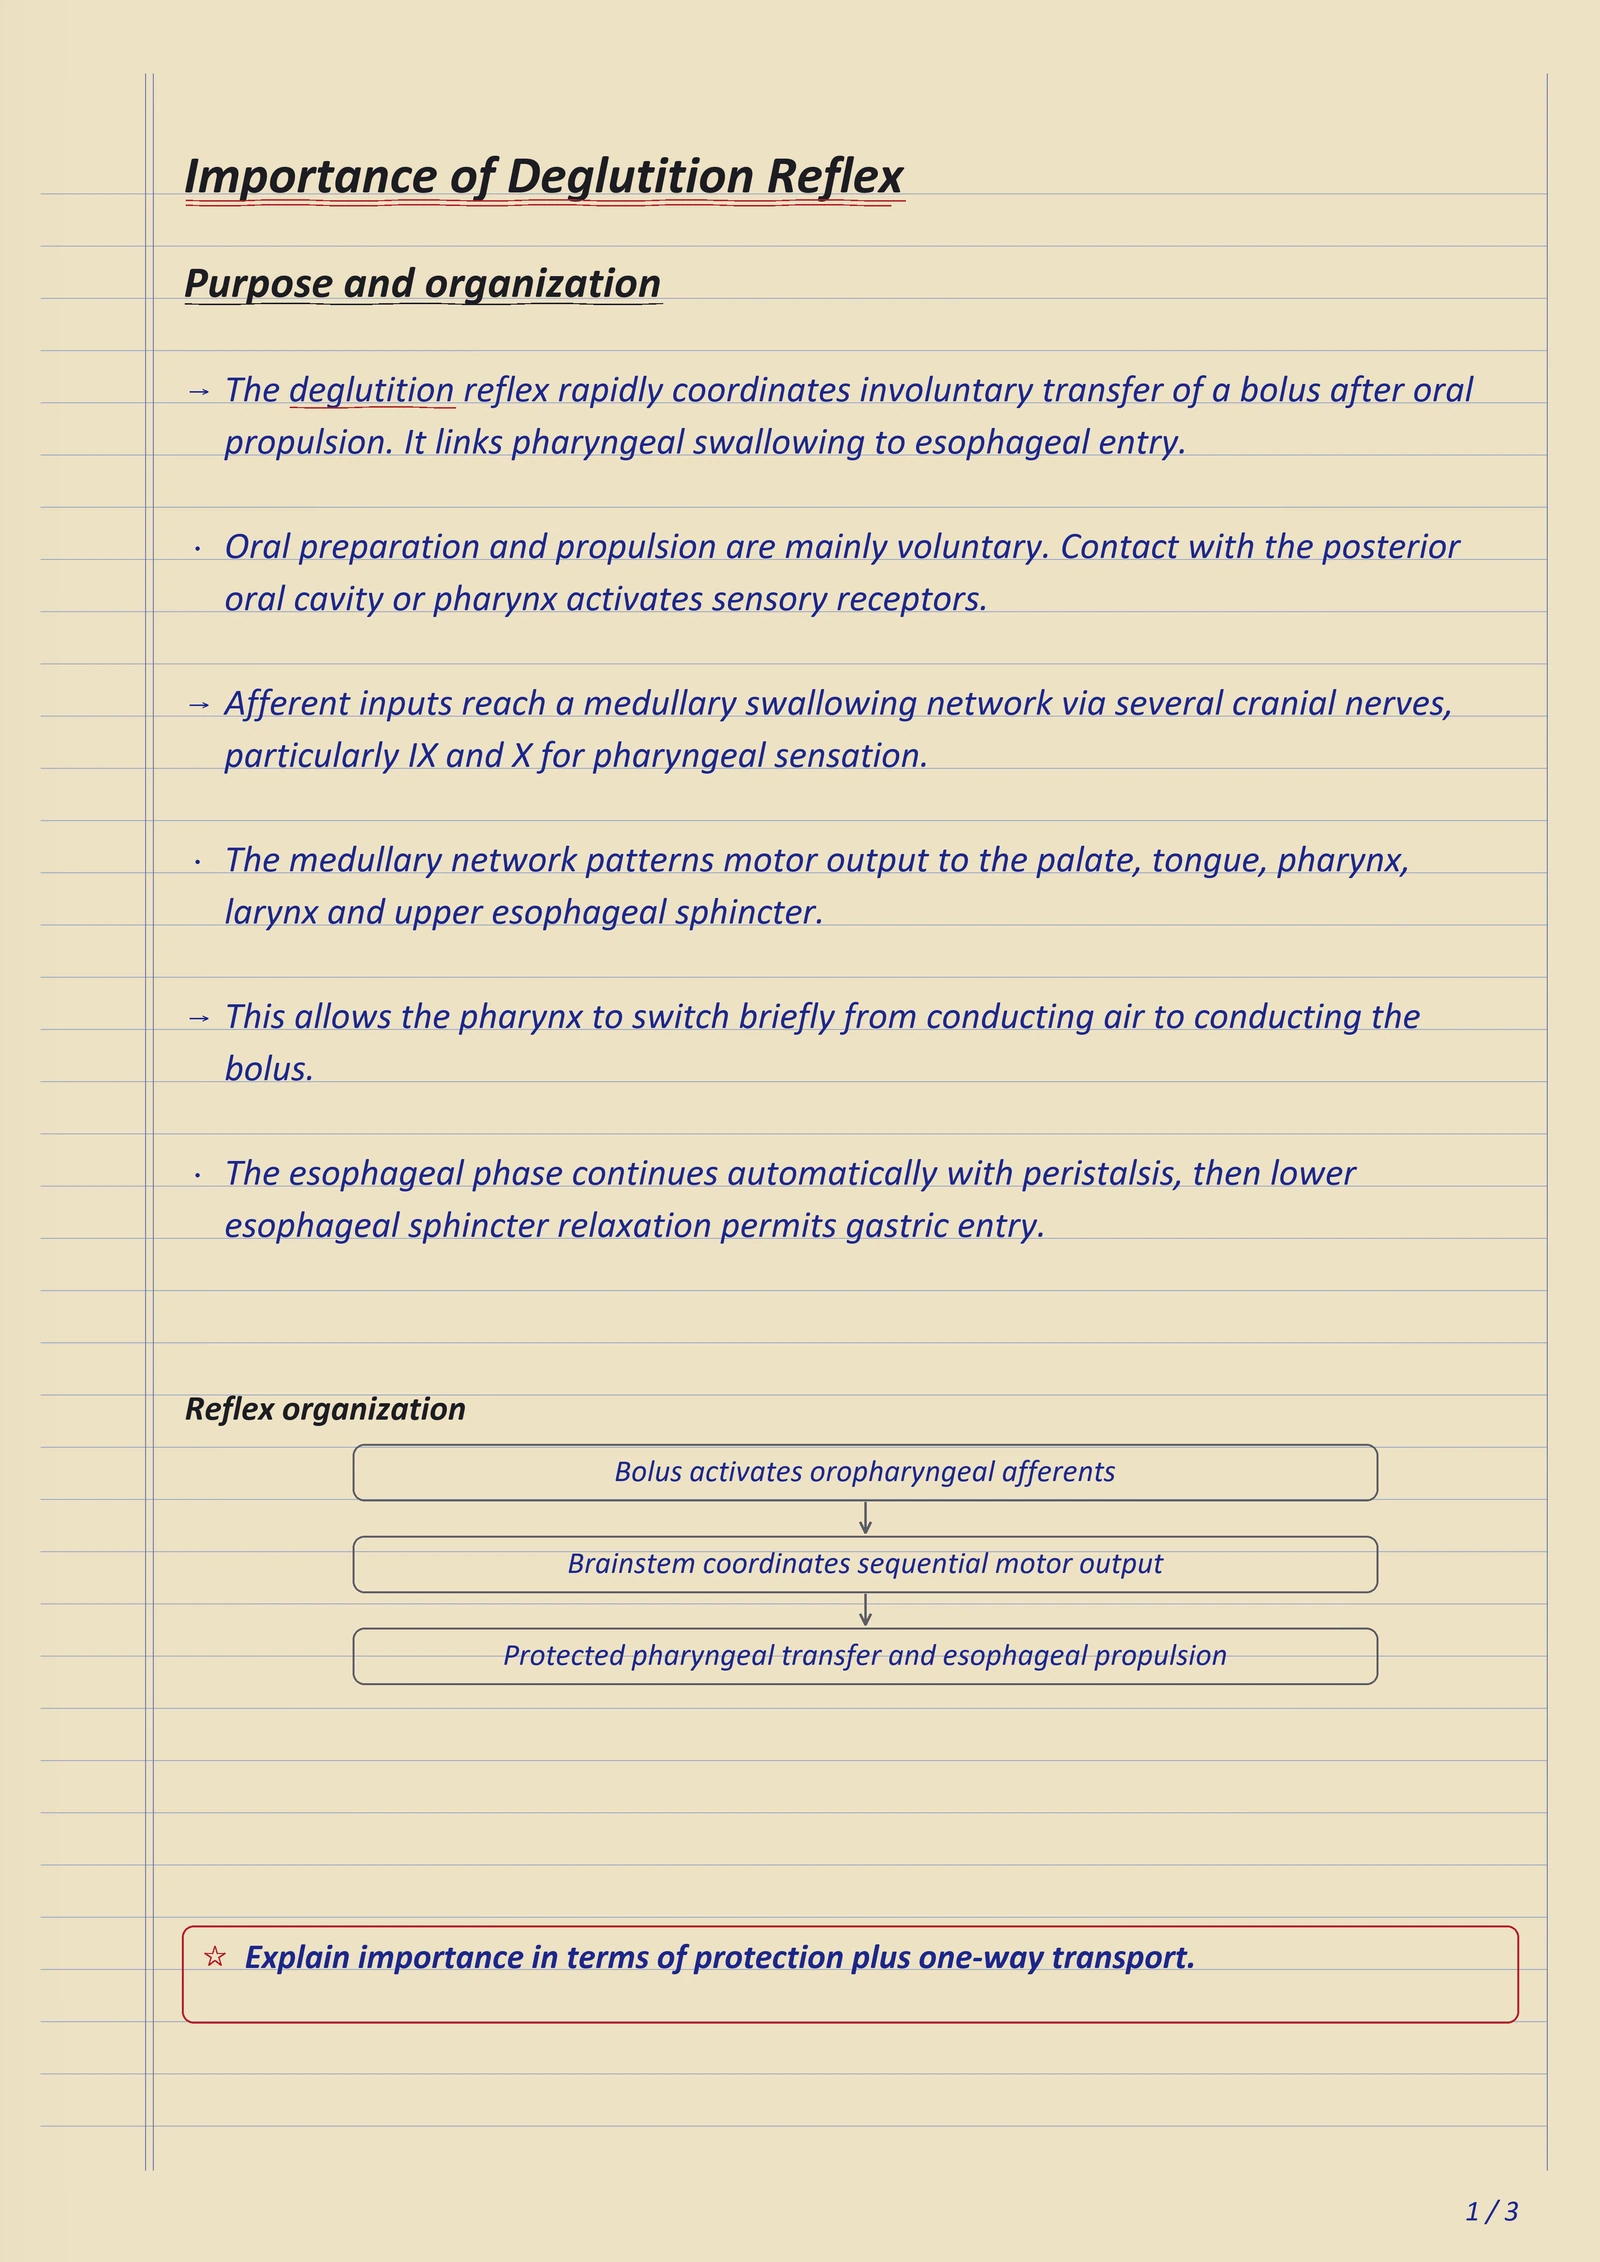 Importance of Deglutition Reflex
Purpose and organization
→ The deglutition reflex rapidly coordinates involuntary transfer of a bolus after oral
propulsion. It links pharyngeal swallowing to esophageal entry.
· Oral preparation and propulsion are mainly voluntary. Contact with the posterior
oral cavity or pharynx activates sensory receptors.
→ Afferent inputs reach a medullary swallowing network via several cranial nerves,
particularly IX and X for pharyngeal sensation.
· The medullary network patterns motor output to the palate, tongue, pharynx,
larynx and upper esophageal sphincter.
→ This allows the pharynx to switch briefly from conducting air to conducting the
bolus.
· The esophageal phase continues automatically with peristalsis, then lower
esophageal sphincter relaxation permits gastric entry.
Reflex organization
Bolus activates oropharyngeal afferents
Brainstem coordinates sequential motor output
Protected pharyngeal transfer and esophageal propulsion
☆ Explain importance in terms of protection plus one-way transport.
1 / 3